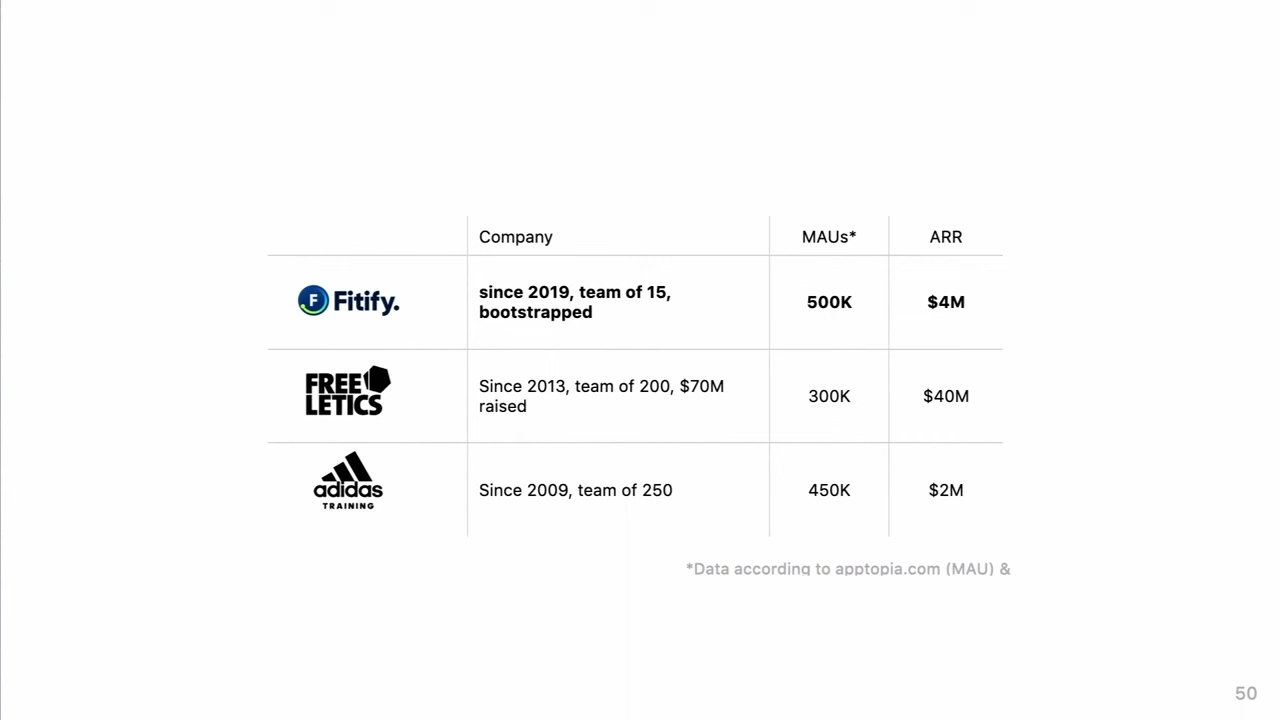 Company MAUs* ARR
F Fitify. since 2019, team of 15, bootstrapped 500K $4M
FREE LETICS Since 2013, team of 200, $70M raised 300K $40M
adidas TRAINING Since 2009, team of 250 450K $2M
*Data according to apptopia.com (MAU) &
50